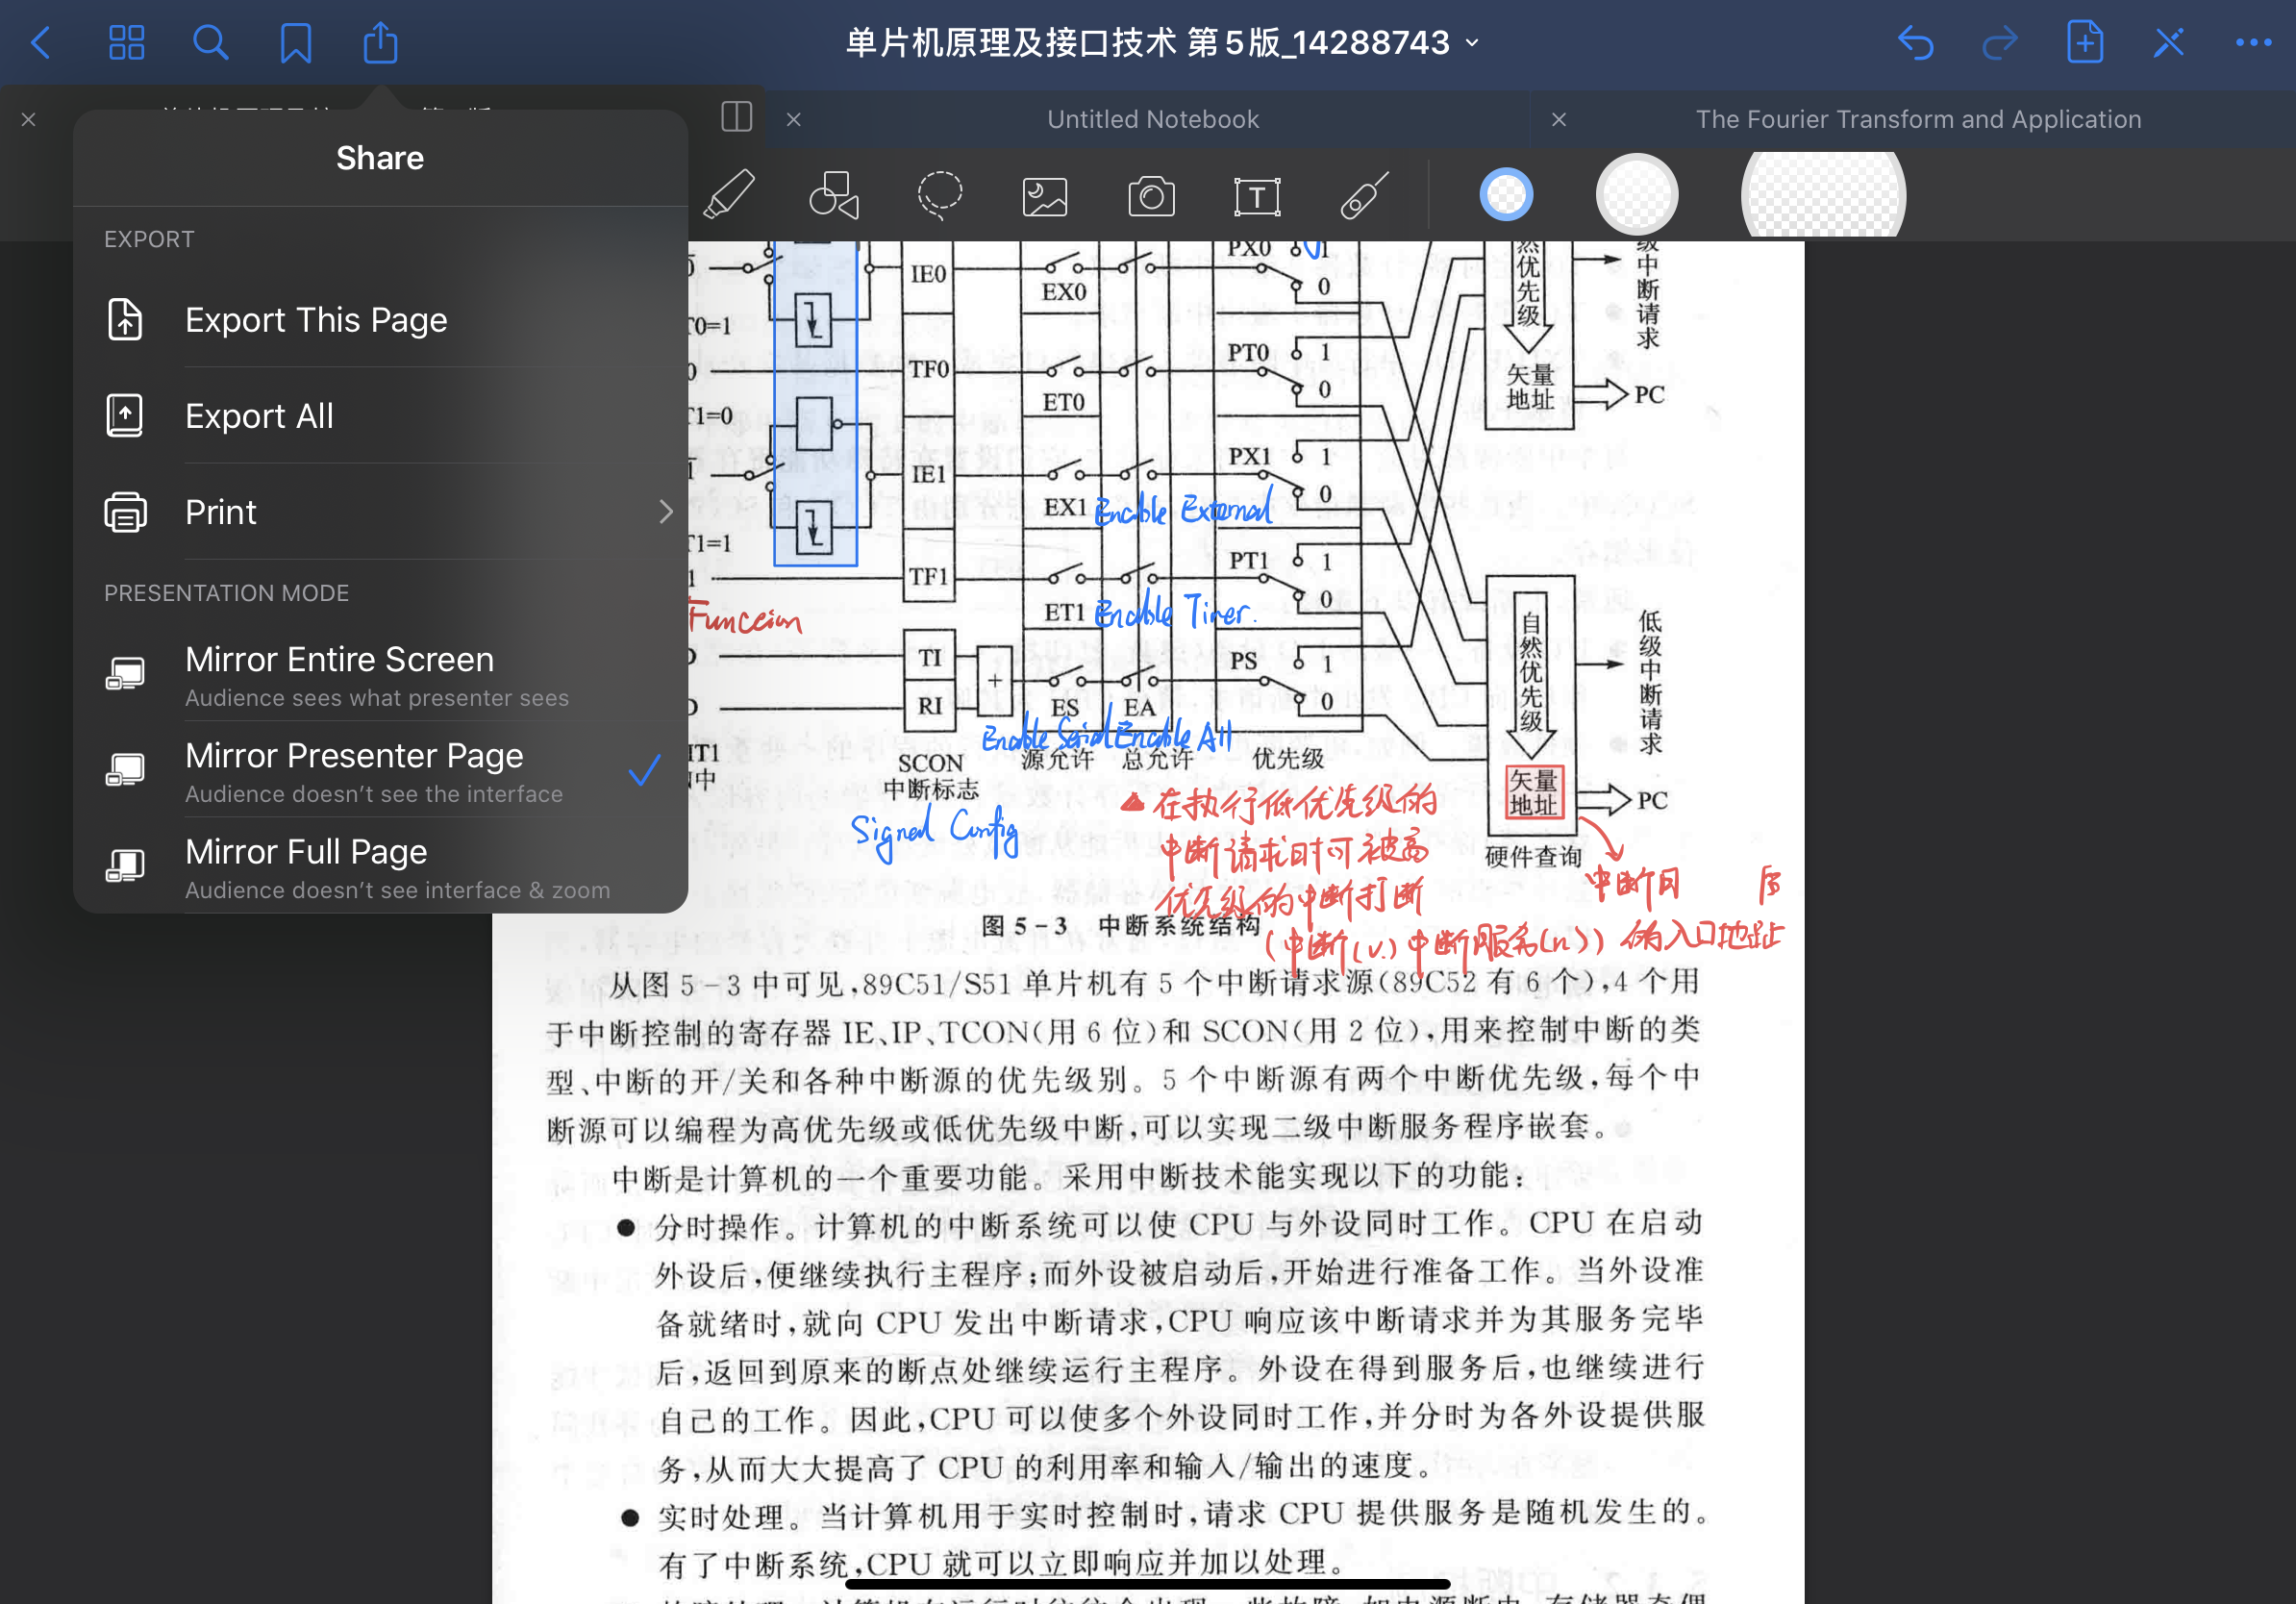 单片机原理及接口技术 第5版_14288743
Untitled Notebook
The Fourier Transform and Application
Share
EXPORT
Export This Page
Export All
Print
PRESENTATION MODE
Mirror Entire Screen
Audience sees what presenter sees
Mirror Presenter Page
Audience doesn't see the interface
Mirror Full Page
Audience doesn't see interface & zoom
IE0
EX0
PX0
1
0
T0=1
TF0
ET0
PT0
1
0
T1=0
IE1
EX1
PX1
1
0
Enable External
T1=1
TF1
ET1
PT1
1
0
Enable Timer.
TI
RI
+
ES
EA
PS
1
0
Enable Serial
Enable All
SCON
中断标志
源允许
总允许
优先级
Signed Config
然优先级
矢量
地址
PC
级中断请求
自然优先级
矢量
地址
PC
低级中断请求
硬件查询
▲在执行低优先级的
中断请求时可被高
优先级的中断打断
(中断(v.)中断服务(n))
的入口地址
图 5-3 中断系统结构
从图 5-3 中可见,89C51/S51 单片机有 5 个中断请求源(89C52 有 6 个),4 个用
于中断控制的寄存器 IE、IP、TCON(用 6 位)和 SCON(用 2 位),用来控制中断的类
型、中断的开/关和各种中断源的优先级别。5 个中断源有两个中断优先级,每个中
断源可以编程为高优先级或低优先级中断,可以实现二级中断服务程序嵌套。
中断是计算机的一个重要功能。采用中断技术能实现以下的功能:
● 分时操作。计算机的中断系统可以使 CPU 与外设同时工作。CPU 在启动
外设后,便继续执行主程序;而外设被启动后,开始进行准备工作。当外设准
备就绪时,就向 CPU 发出中断请求,CPU 响应该中断请求并为其服务完毕
后,返回到原来的断点处继续运行主程序。外设在得到服务后,也继续进行
自己的工作。因此,CPU 可以使多个外设同时工作,并分时为各外设提供服
务,从而大大提高了 CPU 的利用率和输入/输出的速度。
● 实时处理。当计算机用于实时控制时,请求 CPU 提供服务是随机发生的。
有了中断系统,CPU 就可以立即响应并加以处理。